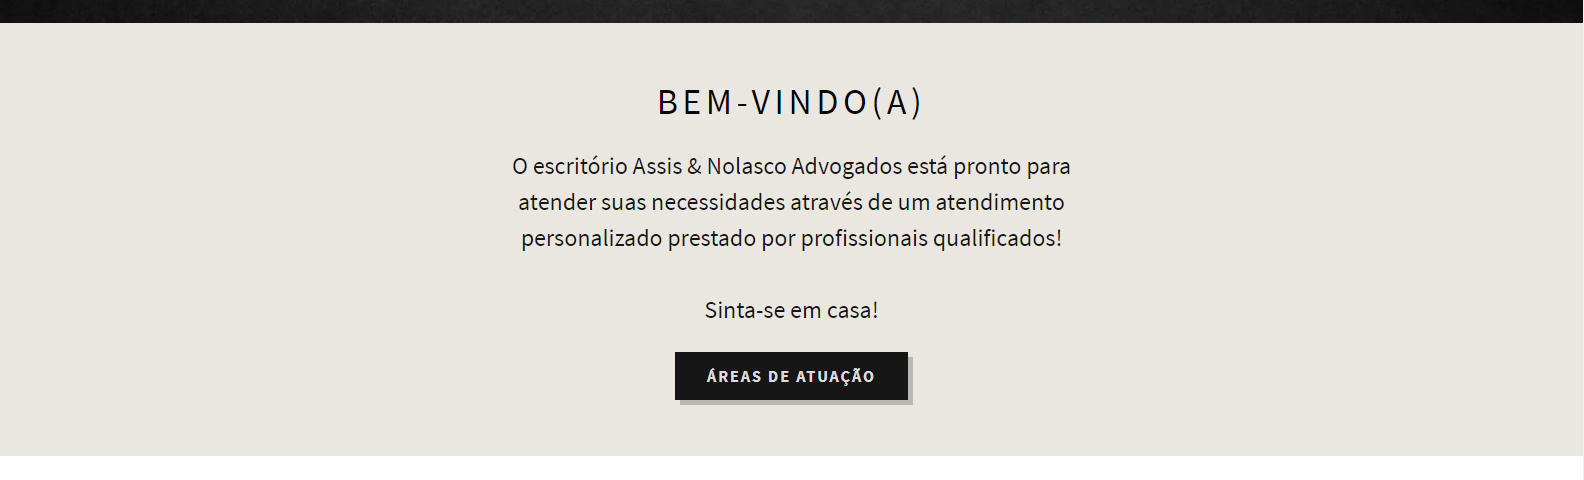 BEM-VINDO(A)
O escritório Assis & Nolasco Advogados está pronto para
atender suas necessidades através de um atendimento
personalizado prestado por profissionais qualificados!
Sinta-se em casa!
ÁREAS DE ATUAÇÃO